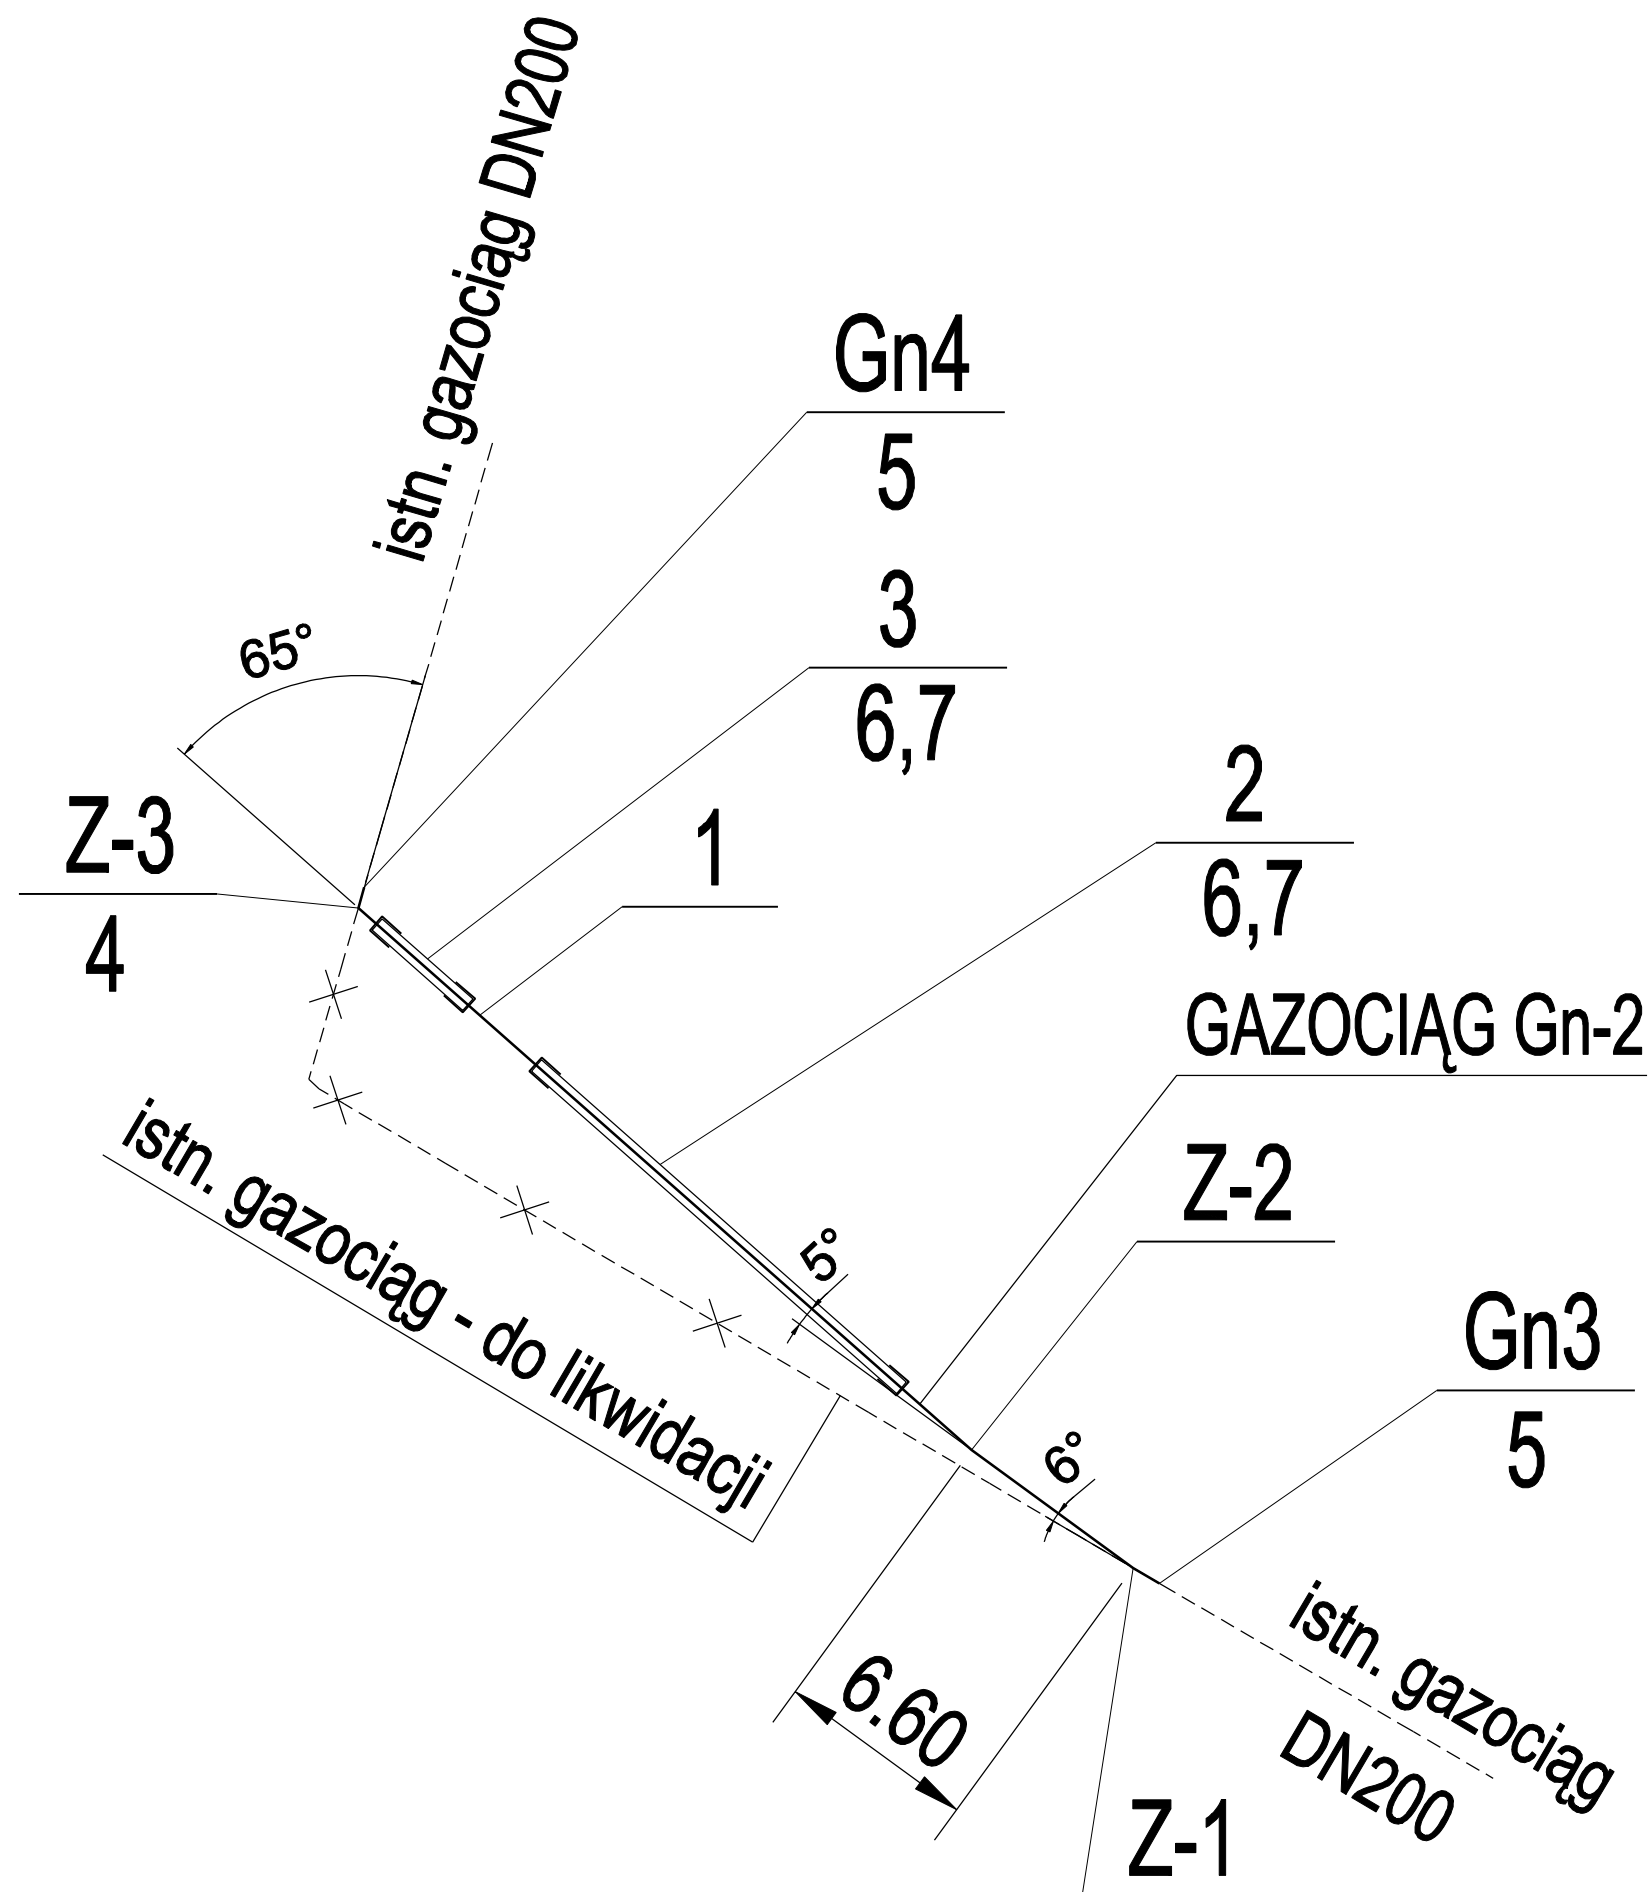 istn. gazociąg DN200
Gn4
5
3
6,7
65°
2
6,7
Z-3
4
1
GAZOCIĄG Gn-2
istn. gazociąg - do likwidacji
Z-2
5°
Gn3
5
6°
istn. gazociąg
DN200
6.60
Z-1